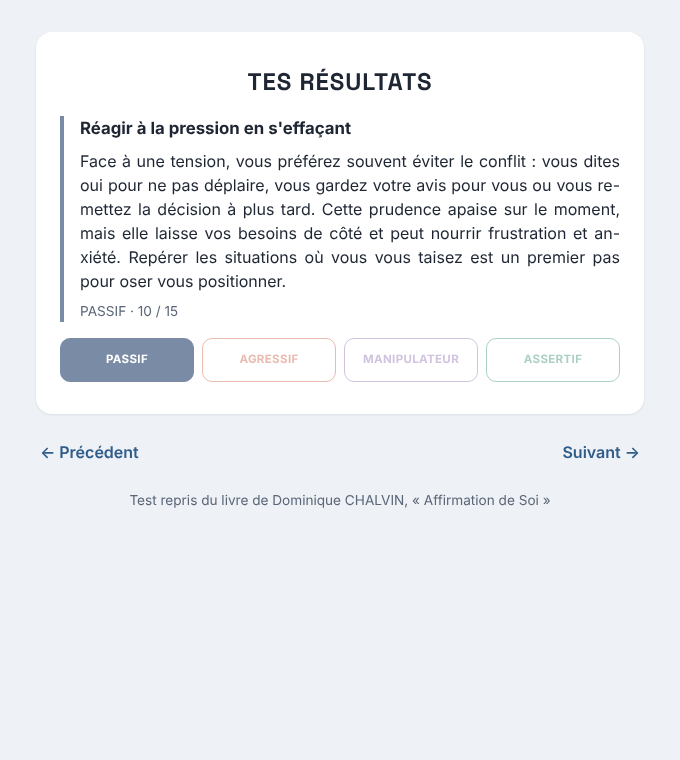 TES RÉSULTATS
Réagir à la pression en s'effaçant
Face à une tension, vous préférez souvent éviter le conflit : vous dites
oui pour ne pas déplaire, vous gardez votre avis pour vous ou vous re-
mettez la décision à plus tard. Cette prudence apaise sur le moment,
mais elle laisse vos besoins de côté et peut nourrir frustration et an-
xiété. Repérer les situations où vous vous taisez est un premier pas
pour oser vous positionner.
PASSIF · 10 / 15
PASSIF AGRESSIF MANIPULATEUR ASSERTIF
← Précédent Suivant →
Test repris du livre de Dominique CHALVIN, « Affirmation de Soi »